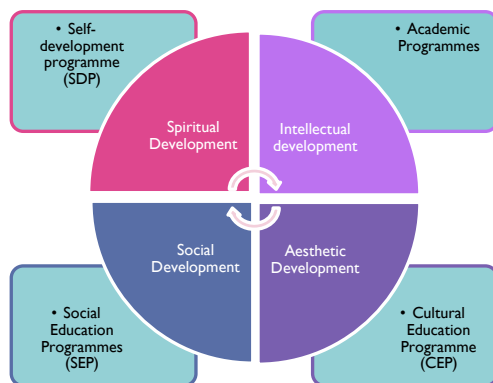 • Self-
development
programme
(SDP)
• Academic
Programmes
Spiritual
Development
Intellectual
development
Social
Development
Aesthetic
Development
• Social
Education
Programmes
(SEP)
• Cultural
Education
Programme
(CEP)